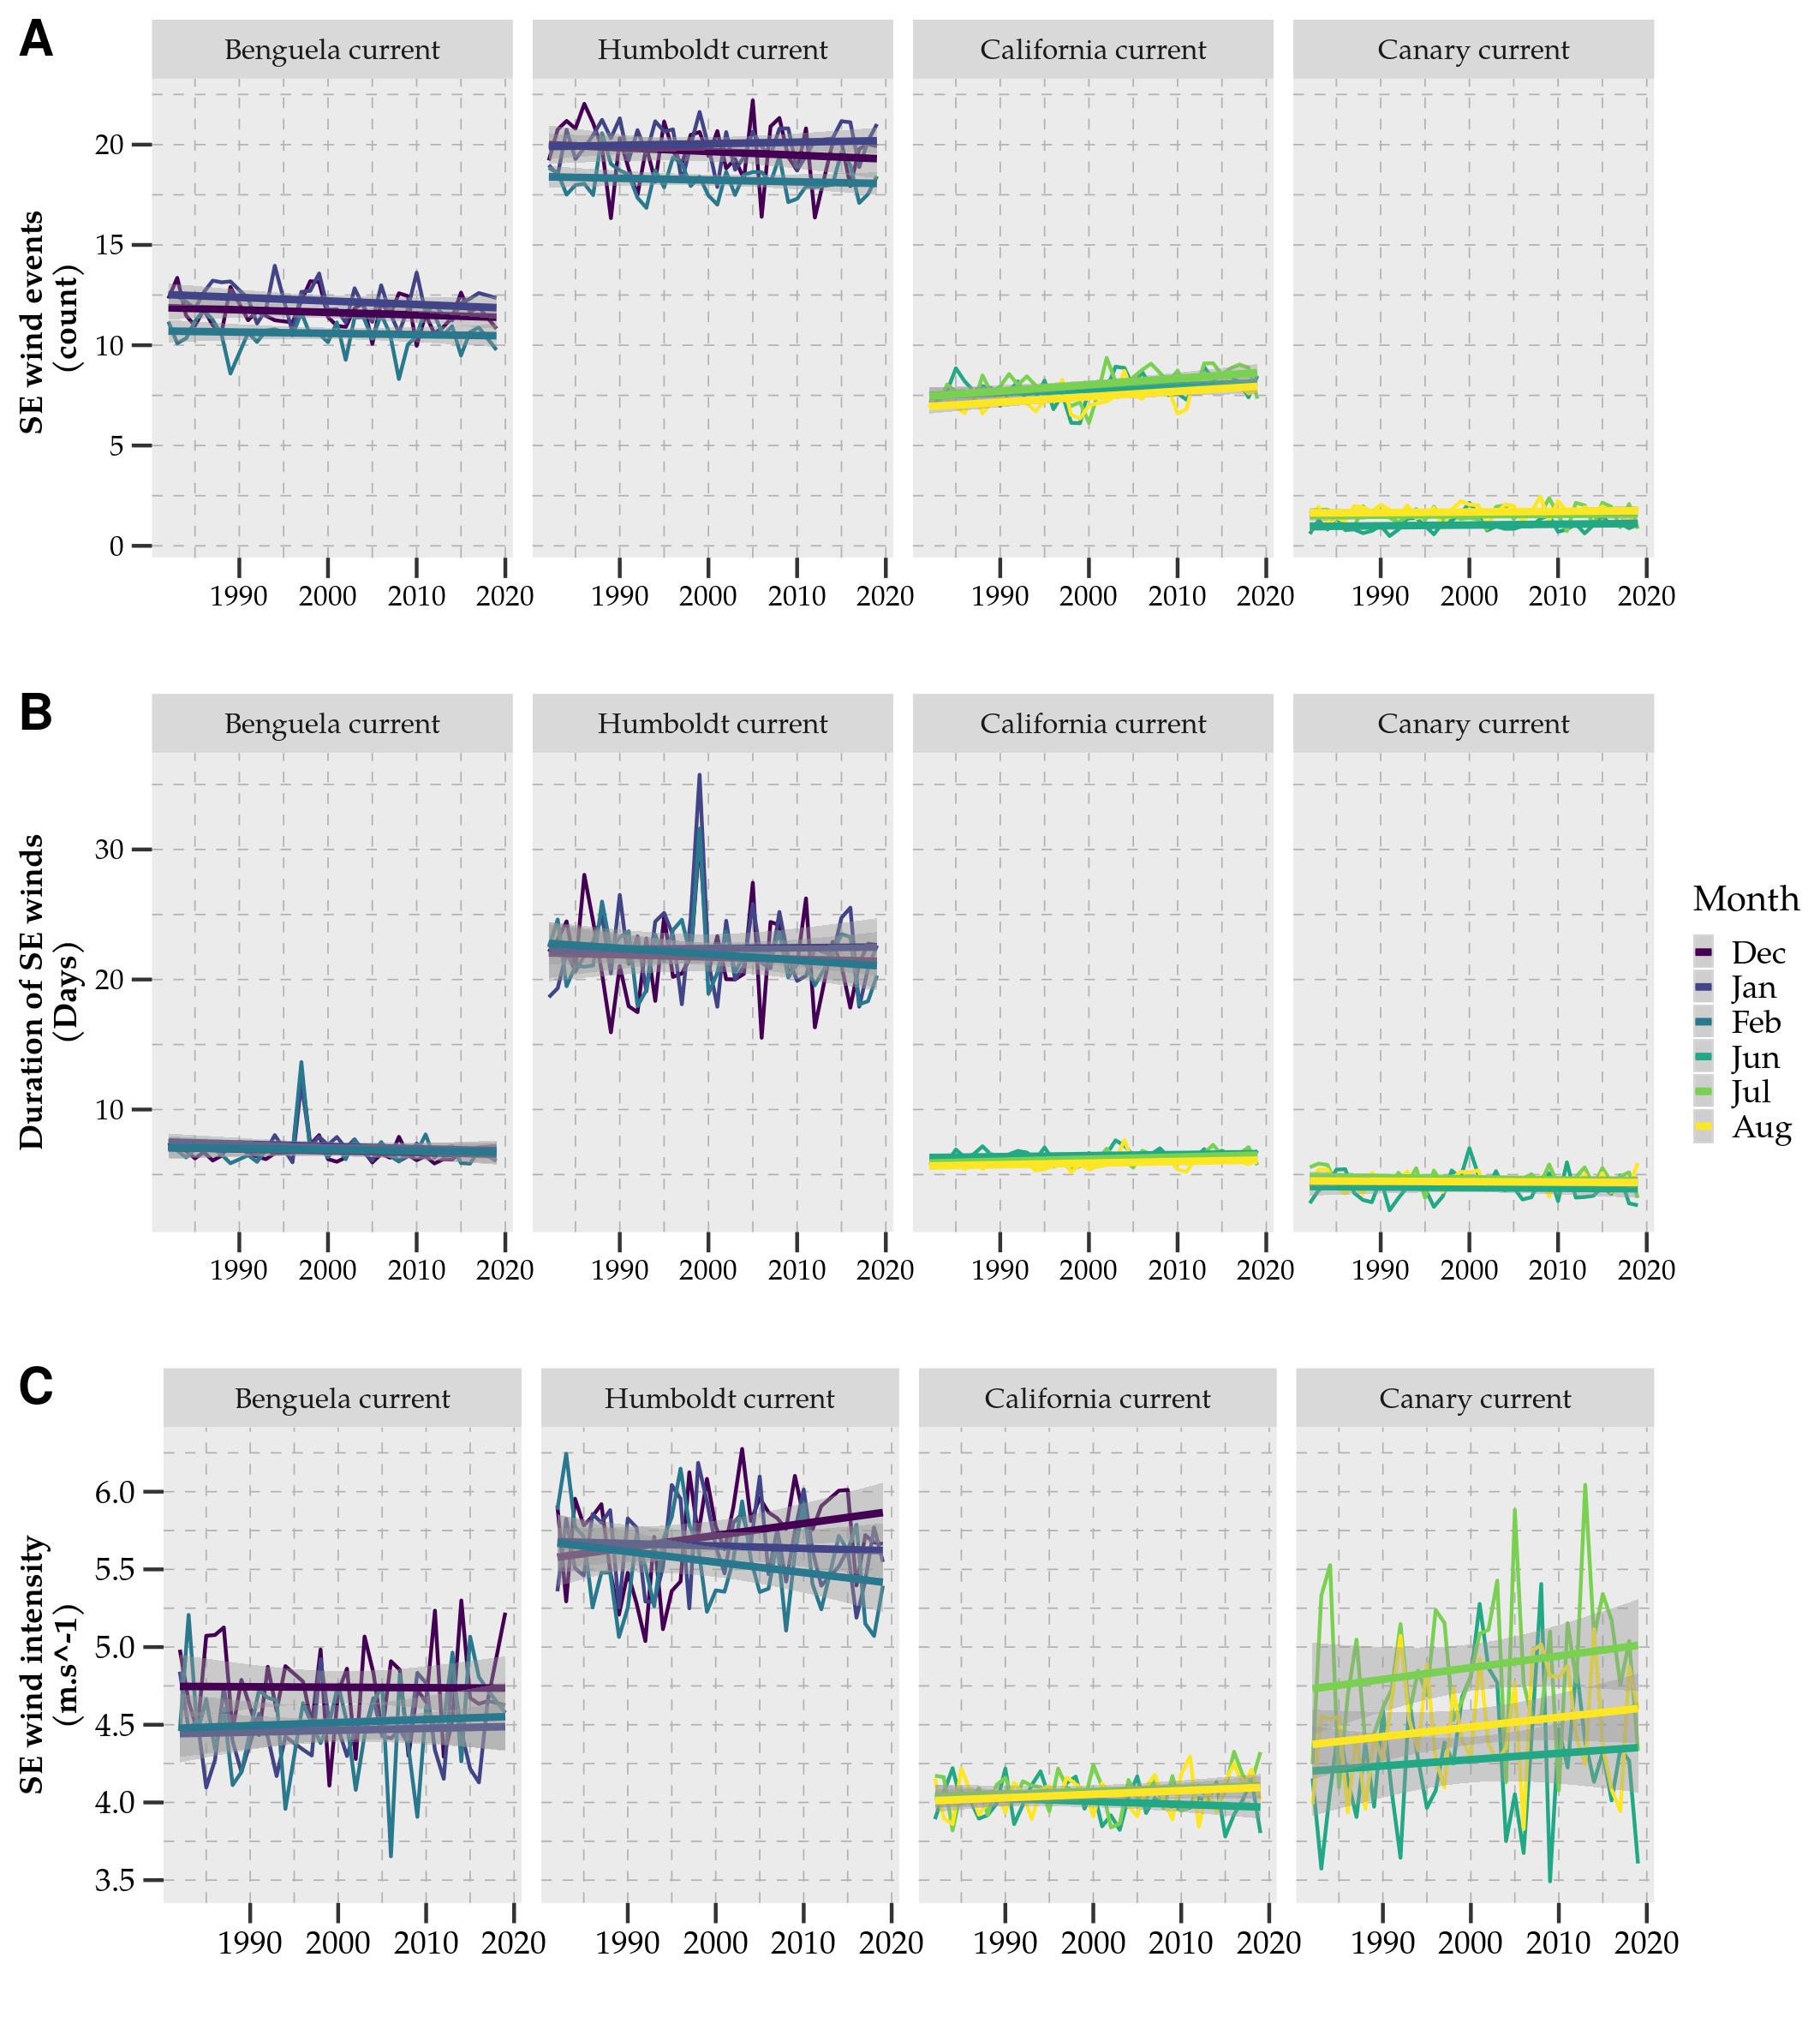 A
Benguela current
Humboldt current
California current
Canary current
SE wind events
(count)
20
15
10
5
0
1990 2000 2010 2020
1990 2000 2010 2020
1990 2000 2010 2020
1990 2000 2010 2020
B
Benguela current
Humboldt current
California current
Canary current
Duration of SE winds
(Days)
30
20
10
1990 2000 2010 2020
1990 2000 2010 2020
1990 2000 2010 2020
1990 2000 2010 2020
Month
Dec
Jan
Feb
Jun
Jul
Aug
C
Benguela current
Humboldt current
California current
Canary current
SE wind intensity
(m.s^-1)
6.0
5.5
5.0
4.5
4.0
3.5
1990 2000 2010 2020
1990 2000 2010 2020
1990 2000 2010 2020
1990 2000 2010 2020